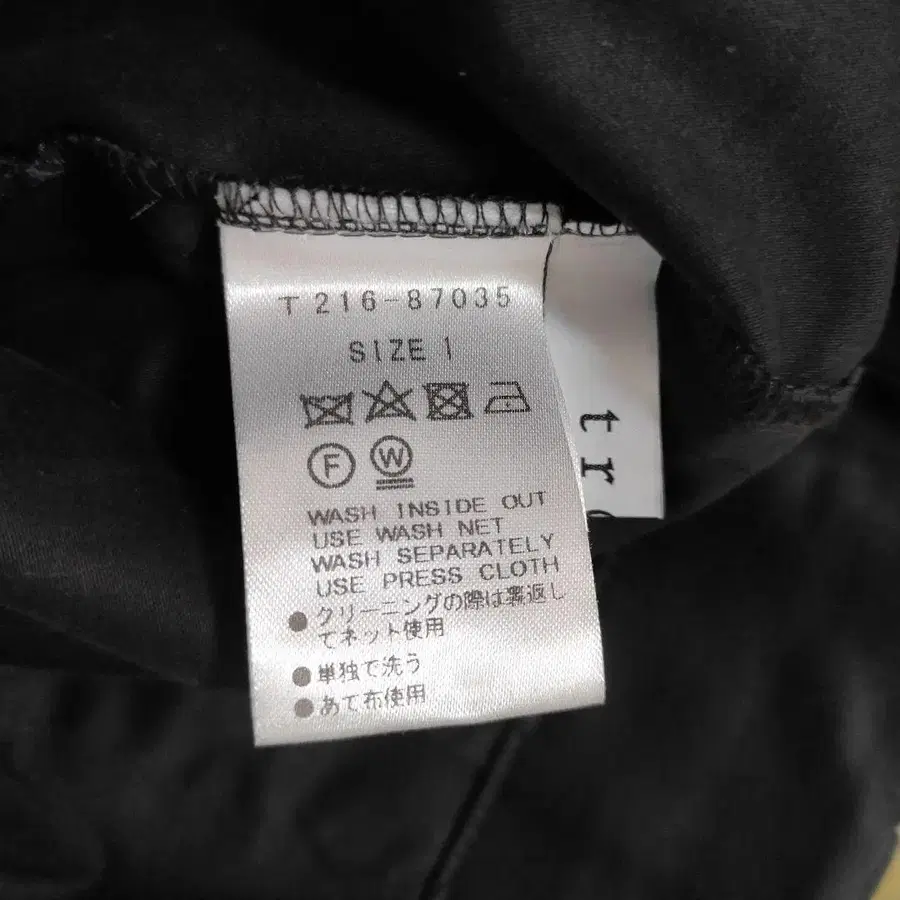 T 216-87035
SIZE 1
F W
WASH INSIDE OUT
USE WASH NET
WASH SEPARATELY
USE PRESS CLOTH
●クリーニングの際は裏返し
てネット使用
●単独で洗う
●あて布使用
tr